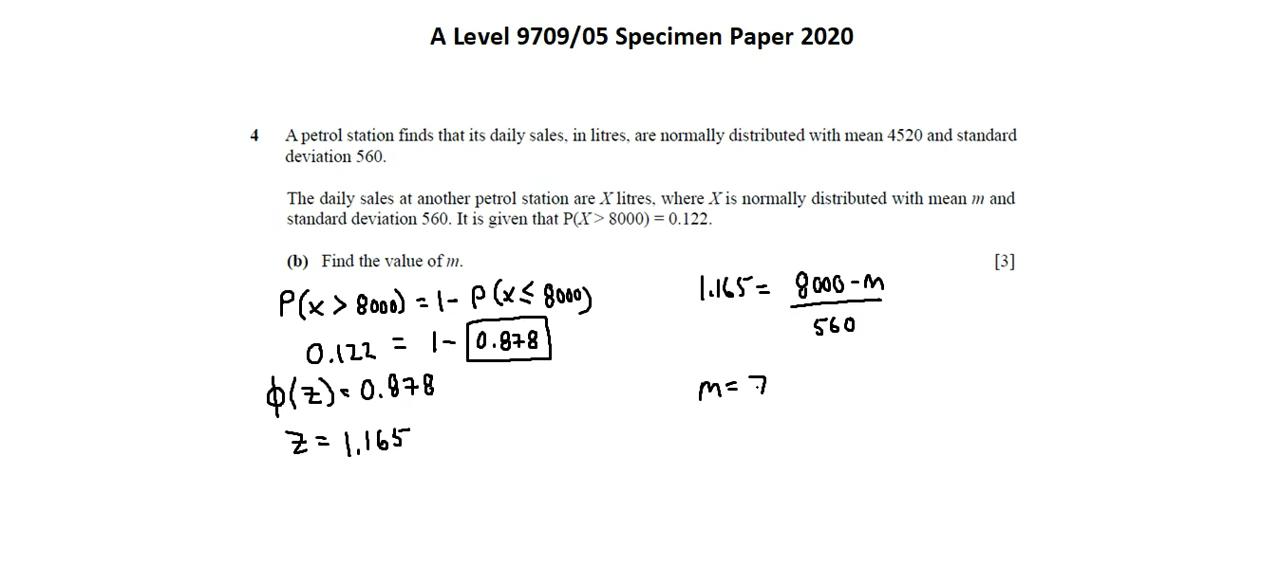 A Level 9709/05 Specimen Paper 2020
4 A petrol station finds that its daily sales, in litres, are normally distributed with mean 4520 and standard
deviation 560.
The daily sales at another petrol station are X litres, where X is normally distributed with mean m and
standard deviation 560. It is given that P(X > 8000) = 0.122.
(b) Find the value of m. [3]
P(x > 8000) = 1 - P(x ≤ 8000)
0.122 = 1 - 0.878
ϕ(z) = 0.878
z = 1.165
1.165 = 8000 - m
560
m = 7